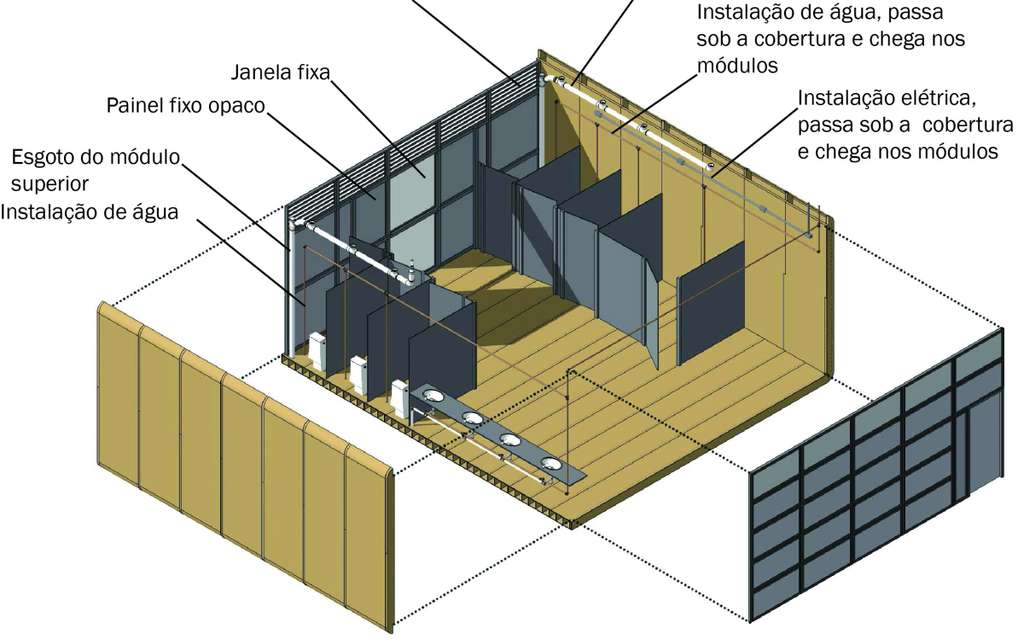 Instalação de água, passa
sob a cobertura e chega nos
módulos
Janela fixa
Painel fixo opaco
Instalação elétrica,
passa sob a cobertura
e chega nos módulos
Esgoto do módulo
superior
Instalação de água